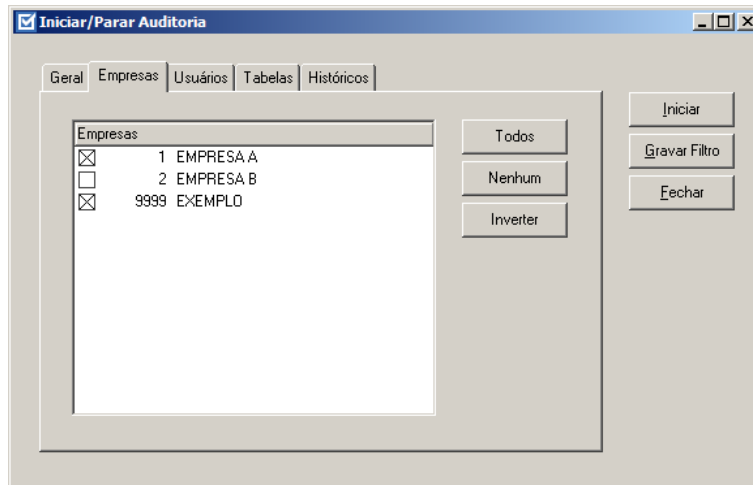 Iniciar/Parar Auditoria
Geral Empresas Usuários Tabelas Históricos
Empresas
1 EMPRESA A
2 EMPRESA B
9999 EXEMPLO
Todos
Nenhum
Inverter
Iniciar
Gravar Filtro
Fechar